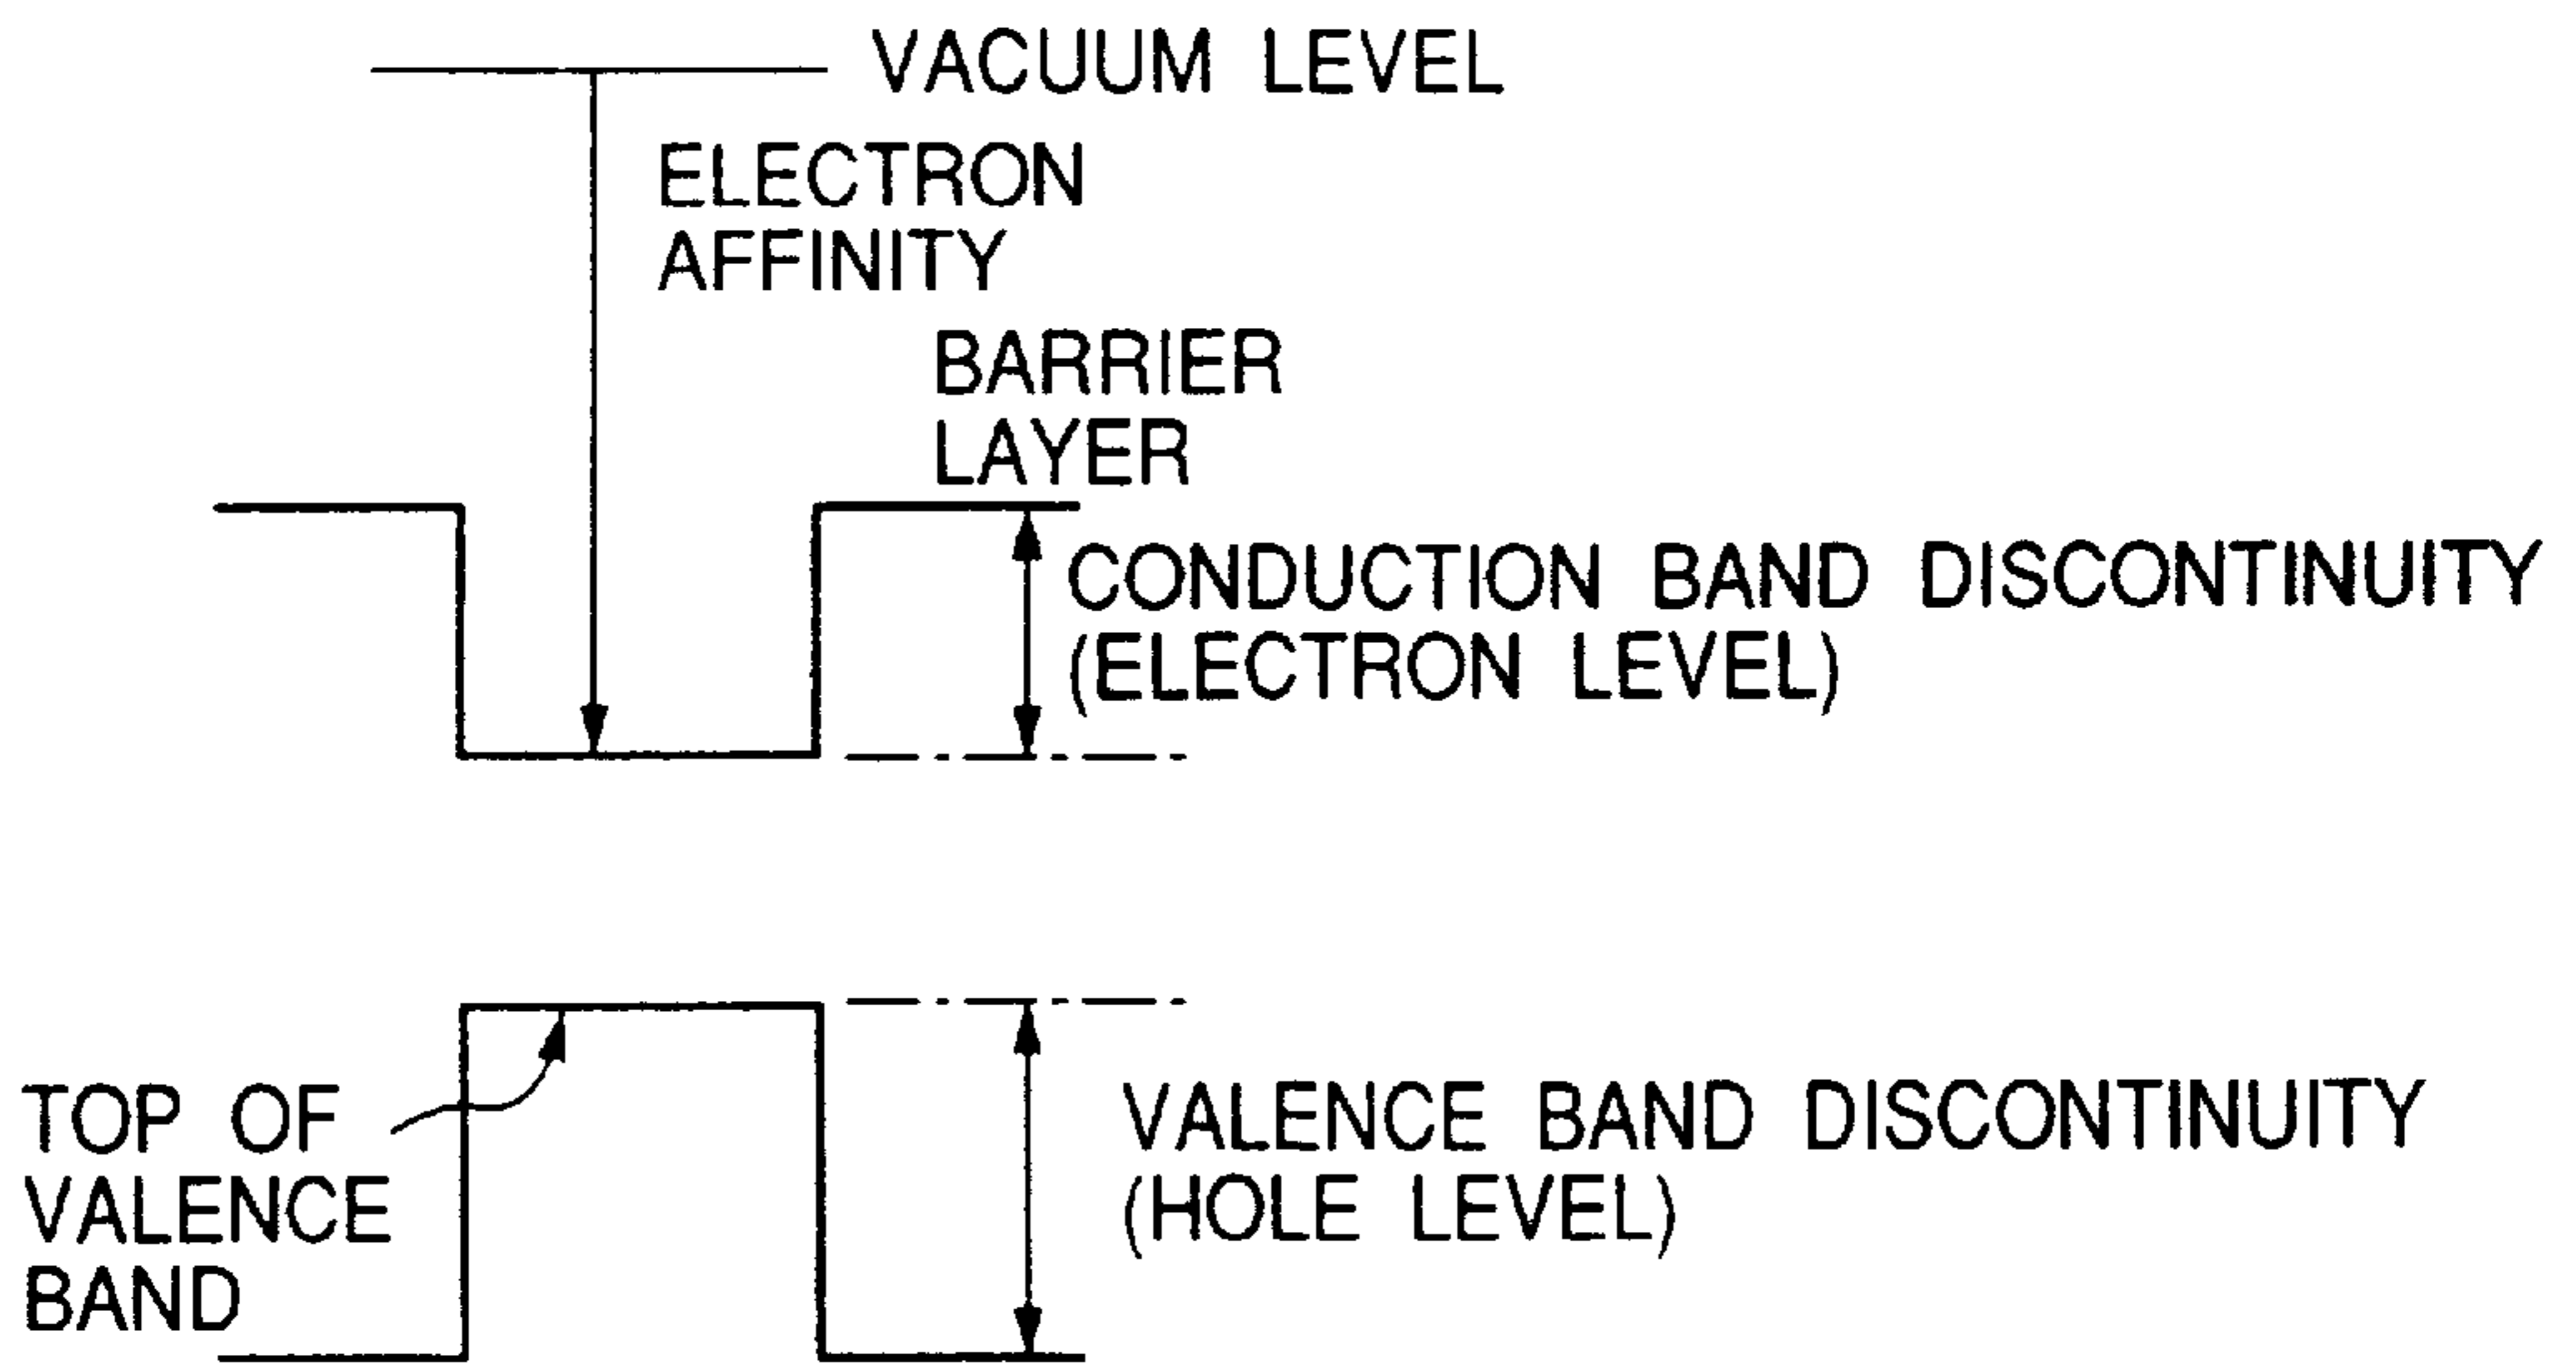 VACUUM LEVEL
ELECTRON
AFFINITY
BARRIER
LAYER
CONDUCTION BAND DISCONTINUITY
(ELECTRON LEVEL)
TOP OF
VALENCE
BAND
VALENCE BAND DISCONTINUITY
(HOLE LEVEL)